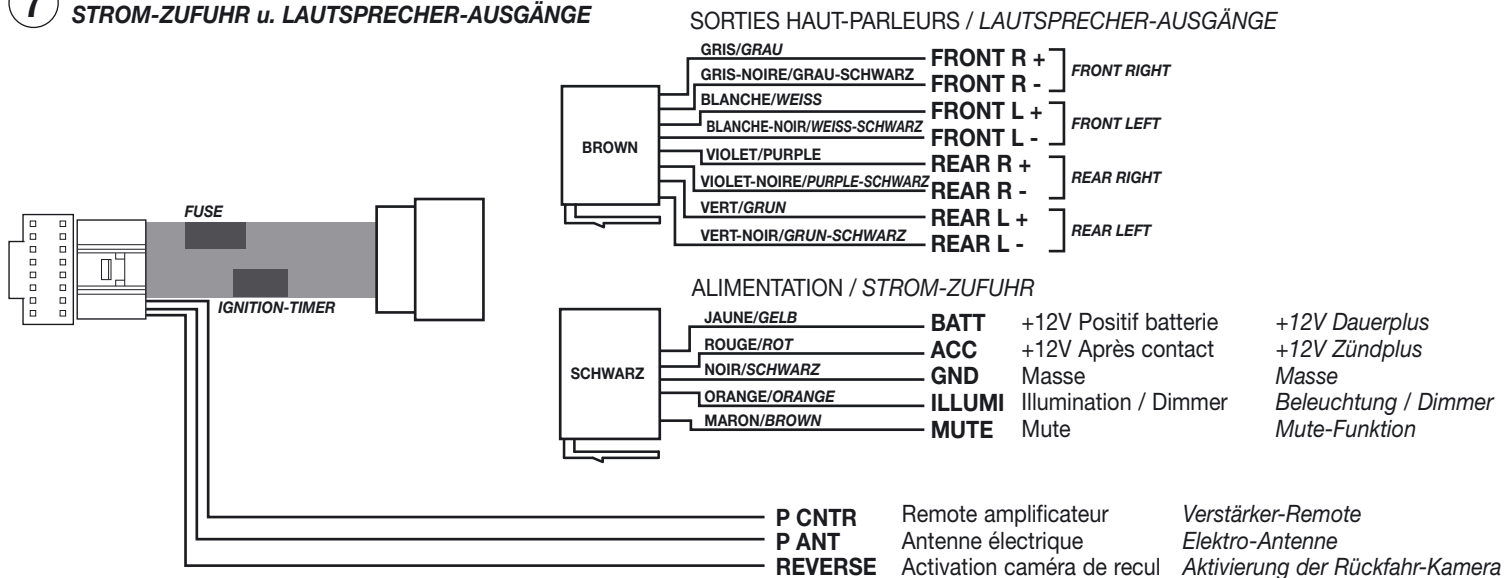 7
STROM-ZUFUHR u. LAUTSPRECHER-AUSGÄNGE
SORTIES HAUT-PARLEURS / LAUTSPRECHER-AUSGÄNGE
GRIS/GRAU FRONT R +
GRIS-NOIRE/GRAU-SCHWARZ FRONT R -
FRONT RIGHT
BLANCHE/WEISS FRONT L +
BLANCHE-NOIR/WEISS-SCHWARZ FRONT L -
FRONT LEFT
BROWN
VIOLET/PURPLE REAR R +
VIOLET-NOIRE/PURPLE-SCHWARZ REAR R -
REAR RIGHT
VERT/GRUN REAR L +
VERT-NOIR/GRUN-SCHWARZ REAR L -
REAR LEFT
FUSE
IGNITION-TIMER
ALIMENTATION / STROM-ZUFUHR
JAUNE/GELB BATT +12V Positif batterie +12V Dauerplus
ROUGE/ROT ACC +12V Après contact +12V Zündplus
SCHWARZ
NOIR/SCHWARZ GND Masse Masse
ORANGE/ORANGE ILLUMI Illumination / Dimmer Beleuchtung / Dimmer
MARON/BROWN MUTE Mute Mute-Funktion
P CNTR Remote amplificateur Verstärker-Remote
P ANT Antenne électrique Elektro-Antenne
REVERSE Activation caméra de recul Aktivierung der Rückfahr-Kamera